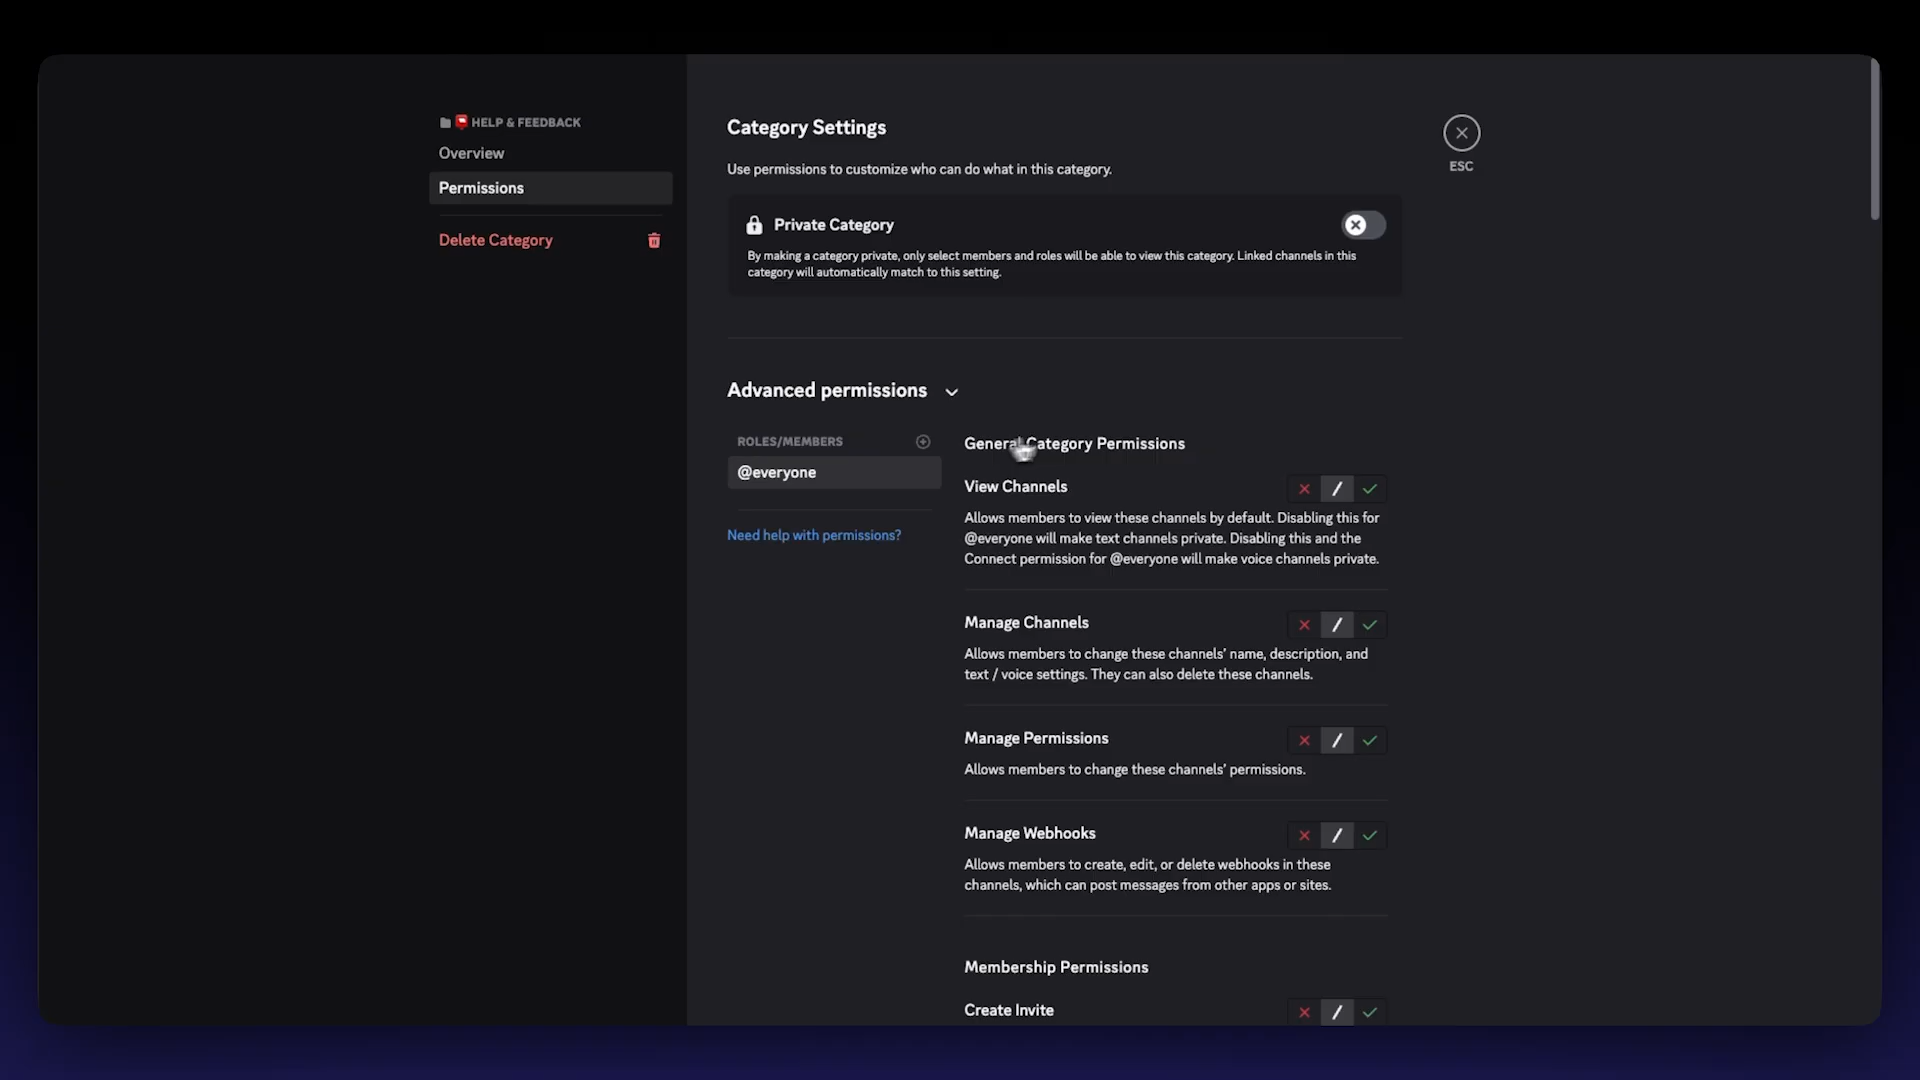 HELP & FEEDBACK
Overview
Permissions
Delete Category
Category Settings
Use permissions to customize who can do what in this category.
ESC
Private Category
By making a category private, only select members and roles will be able to view this category. Linked channels in this
category will automatically match to this setting.
Advanced permissions
ROLES/MEMBERS
@everyone
Need help with permissions?
General Category Permissions
View Channels
Allows members to view these channels by default. Disabling this for
@everyone will make text channels private. Disabling this and the
Connect permission for @everyone will make voice channels private.
Manage Channels
Allows members to change these channels' name, description, and
text / voice settings. They can also delete these channels.
Manage Permissions
Allows members to change these channels' permissions.
Manage Webhooks
Allows members to create, edit, or delete webhooks in these
channels, which can post messages from other apps or sites.
Membership Permissions
Create Invite